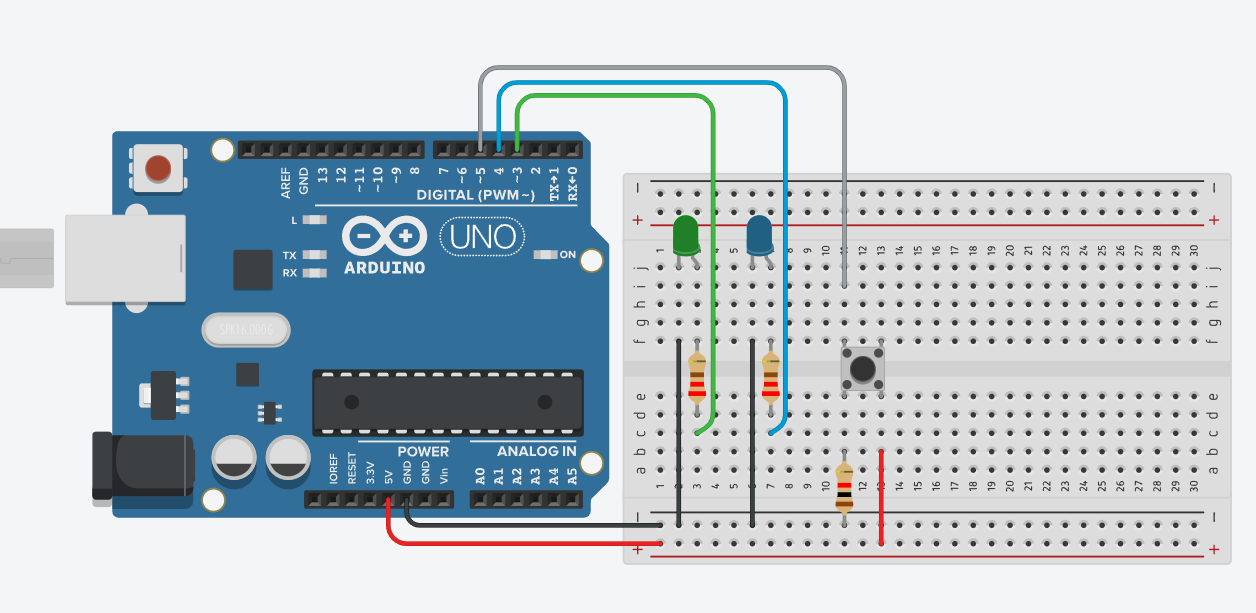 AREF
GND
13
12
~11
~10
~9
8
7
~6
~5
4
~3
2
TX→1
RX←0
DIGITAL (PWM~)
L
TX
RX
UNO
ARDUINO
ON
SPK16.000G
IOREF
RESET
3.3V
5V
GND
GND
Vin
POWER
ANALOG IN
A0
A1
A2
A3
A4
A5
− −
+ +
1 4 5 8 9 10 11 12 13 14 15 16 17 18 19 20 21 22 23 24 25 26 27 28 29 30
j j
i i
h h
g g
f f
e e
d d
c c
b b
a a
1 2 3 4 5 6 7 8 9 10 11 12 13 14 15 16 17 18 19 20 21 22 23 24 25 26 27 28 29 30
− −
+ +